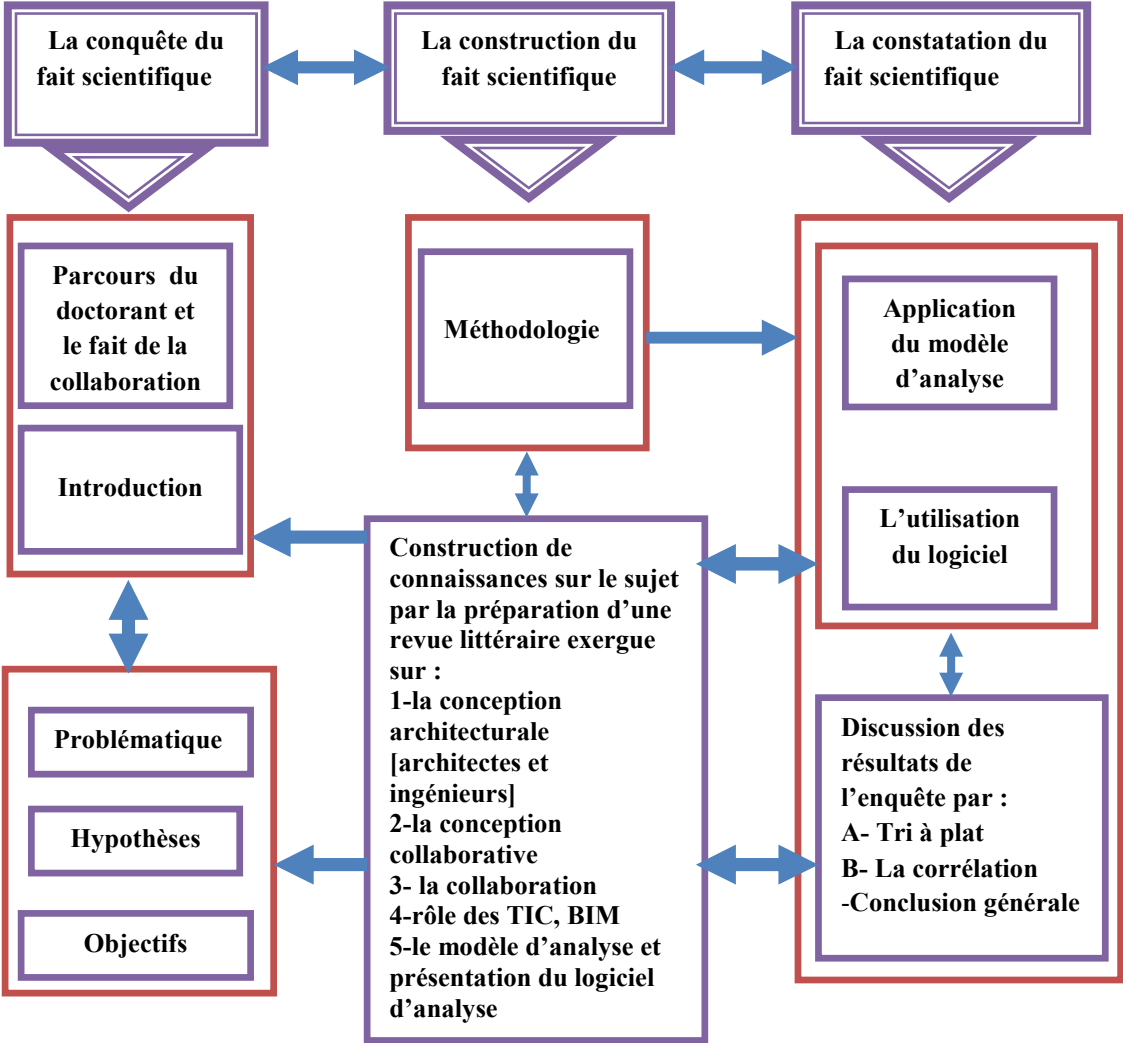 La conquête du
fait scientifique
La construction du
fait scientifique
La constatation du
fait scientifique
Parcours du
doctorant et
le fait de la
collaboration
Introduction
Problématique
Hypothèses
Objectifs
Méthodologie
Construction de
connaissances sur le sujet
par la préparation d’une
revue littéraire exergue
sur :
1-la conception
architecturale
[architectes et
ingénieurs]
2-la conception
collaborative
3- la collaboration
4-rôle des TIC, BIM
5-le modèle d’analyse et
présentation du logiciel
d’analyse
Application
du modèle
d’analyse
L’utilisation
du logiciel
Discussion des
résultats de
l’enquête par :
A- Tri à plat
B- La corrélation
-Conclusion générale